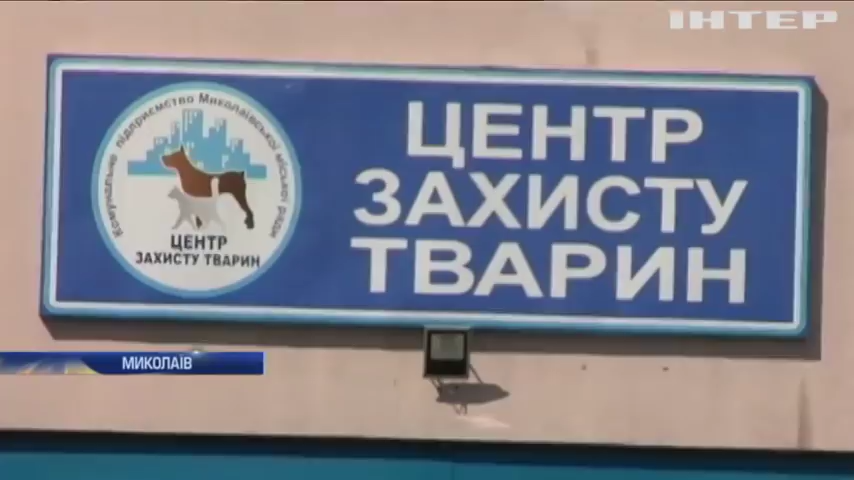 ІНТЕР
ЦЕНТР
ЗАХИСТУ
ТВАРИН
Комунальне підприємство Миколаївської міської ради
ЦЕНТР
ЗАХИСТУ ТВАРИН
МИКОЛАЇВ